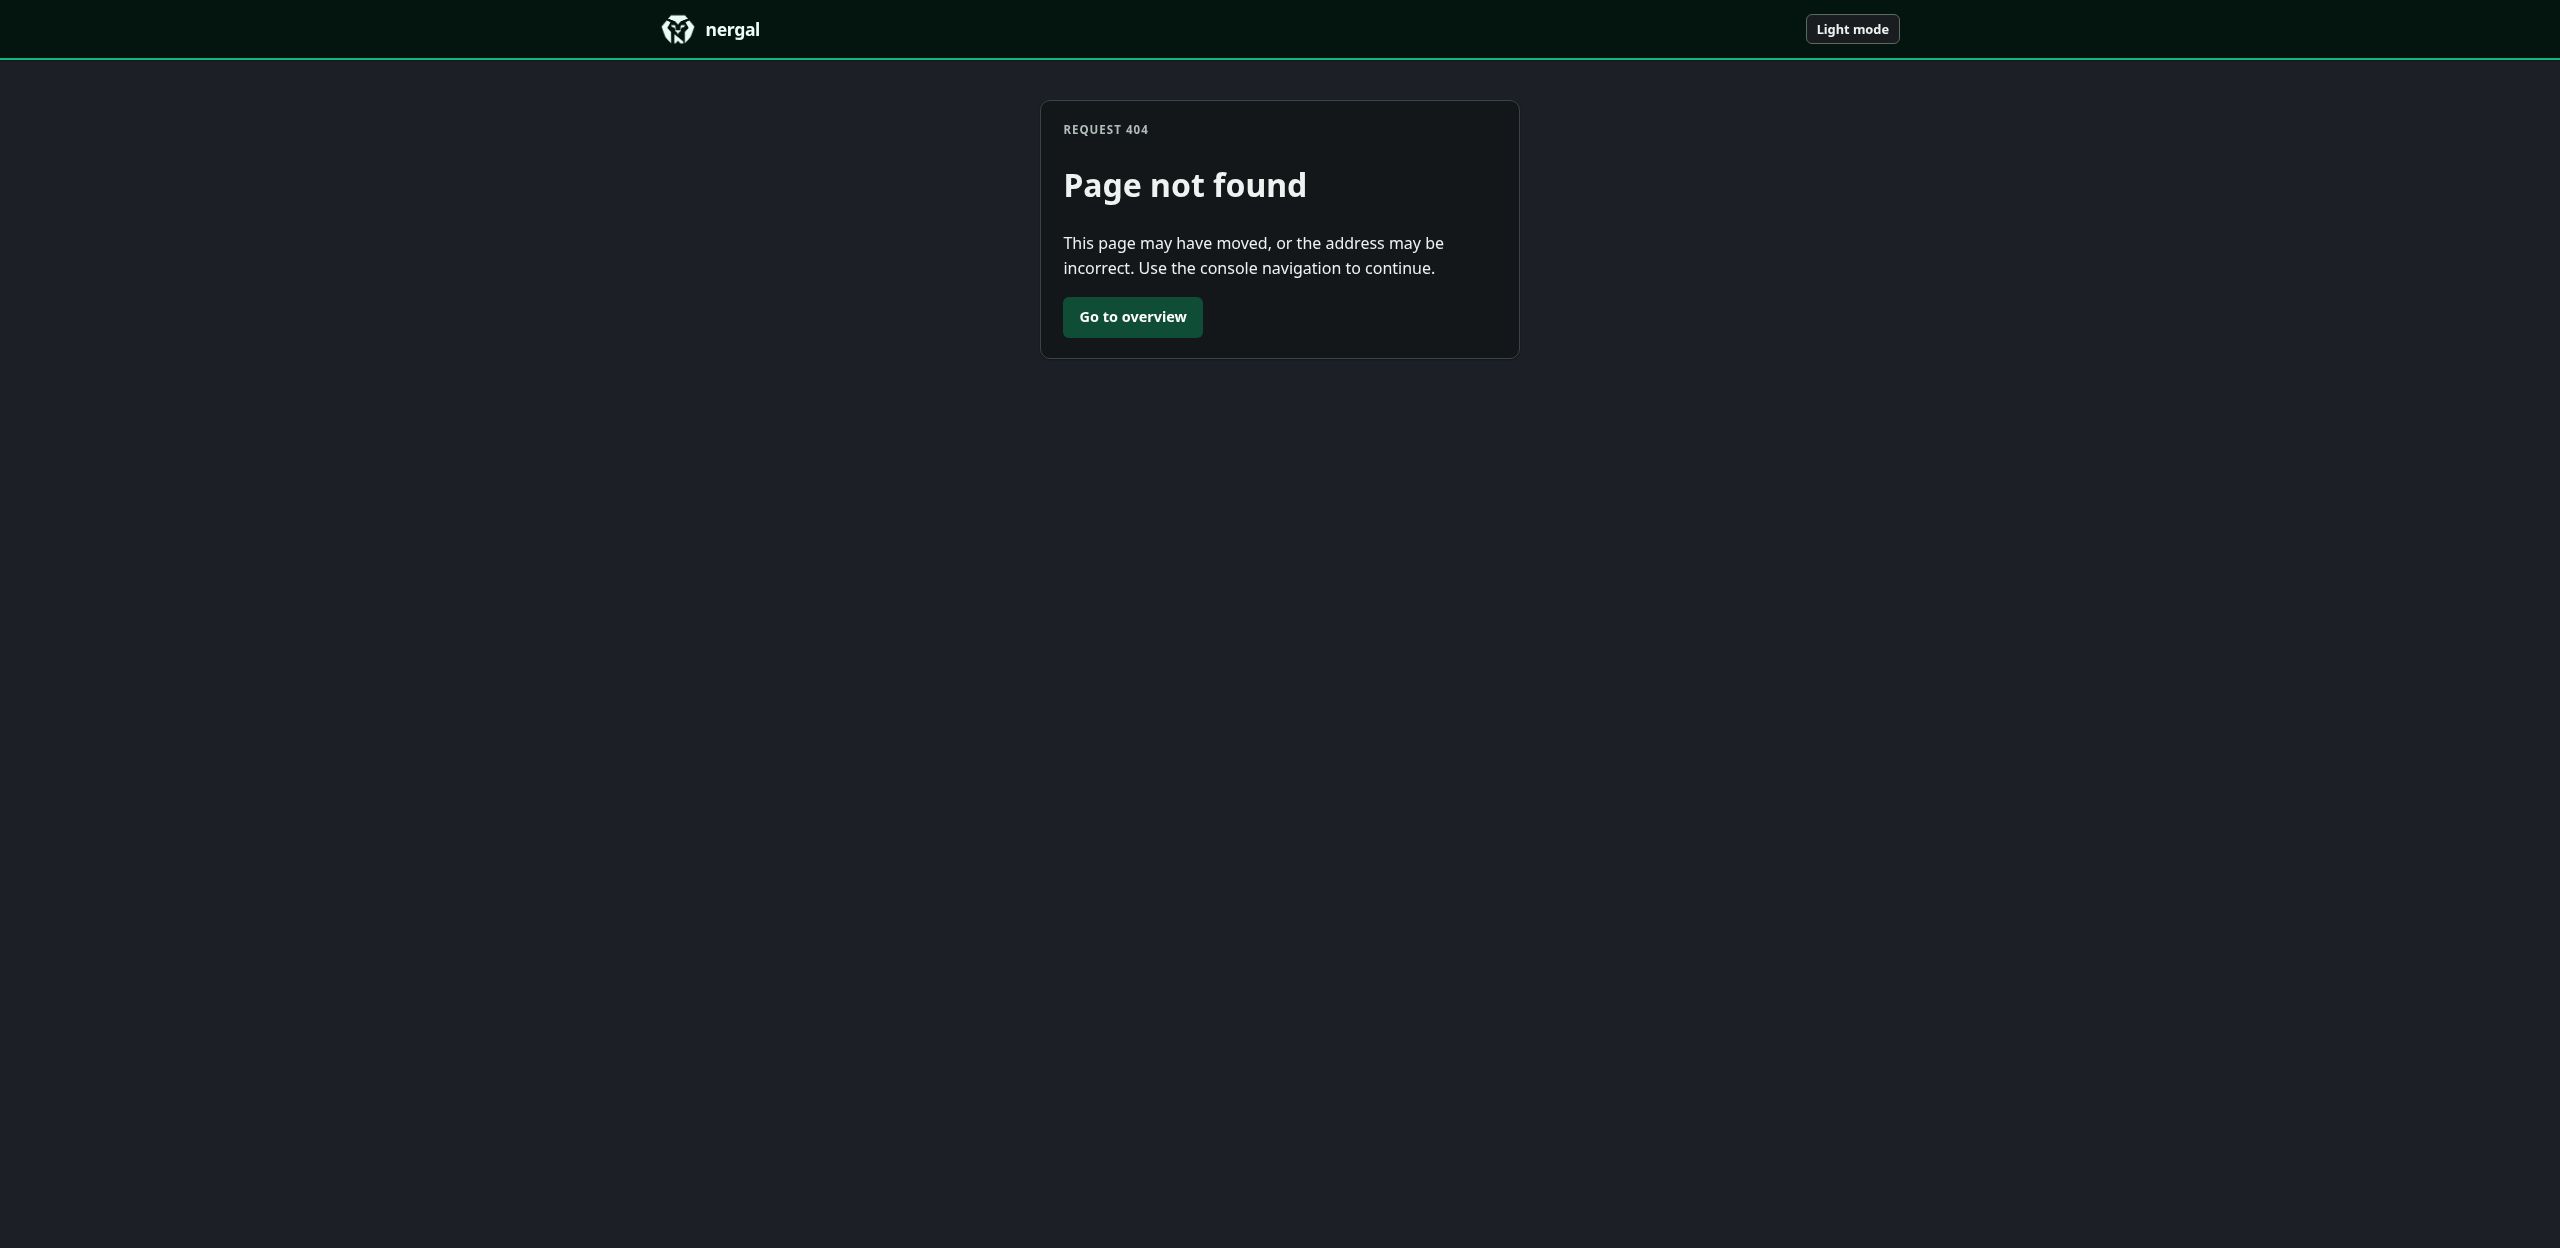 nergal
Light mode
REQUEST 404
Page not found
This page may have moved, or the address may be
incorrect. Use the console navigation to continue.
Go to overview